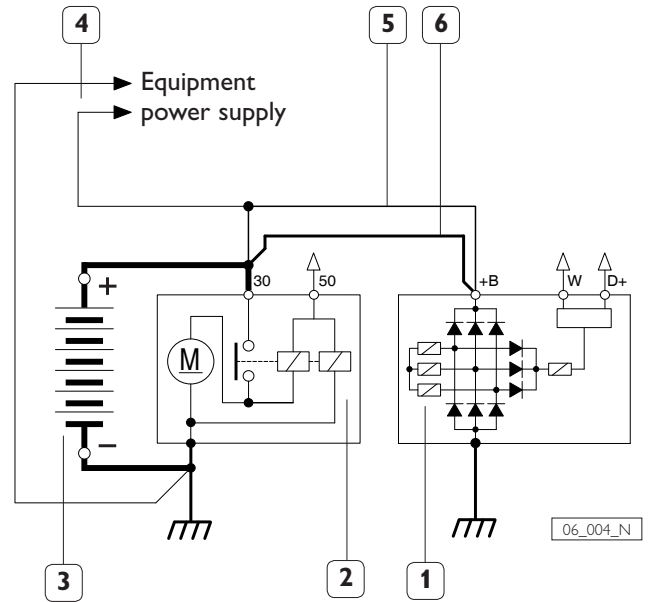 4
5
6
Equipment
power supply
+
30
50
+B
W
D+
M
–
06_004_N
3
2
1